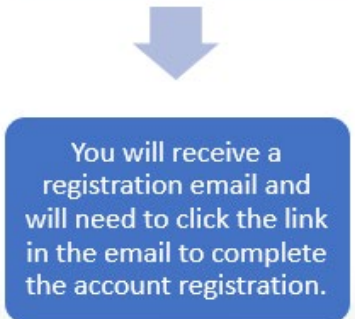 You will receive a
registration email and
will need to click the link
in the email to complete
the account registration.